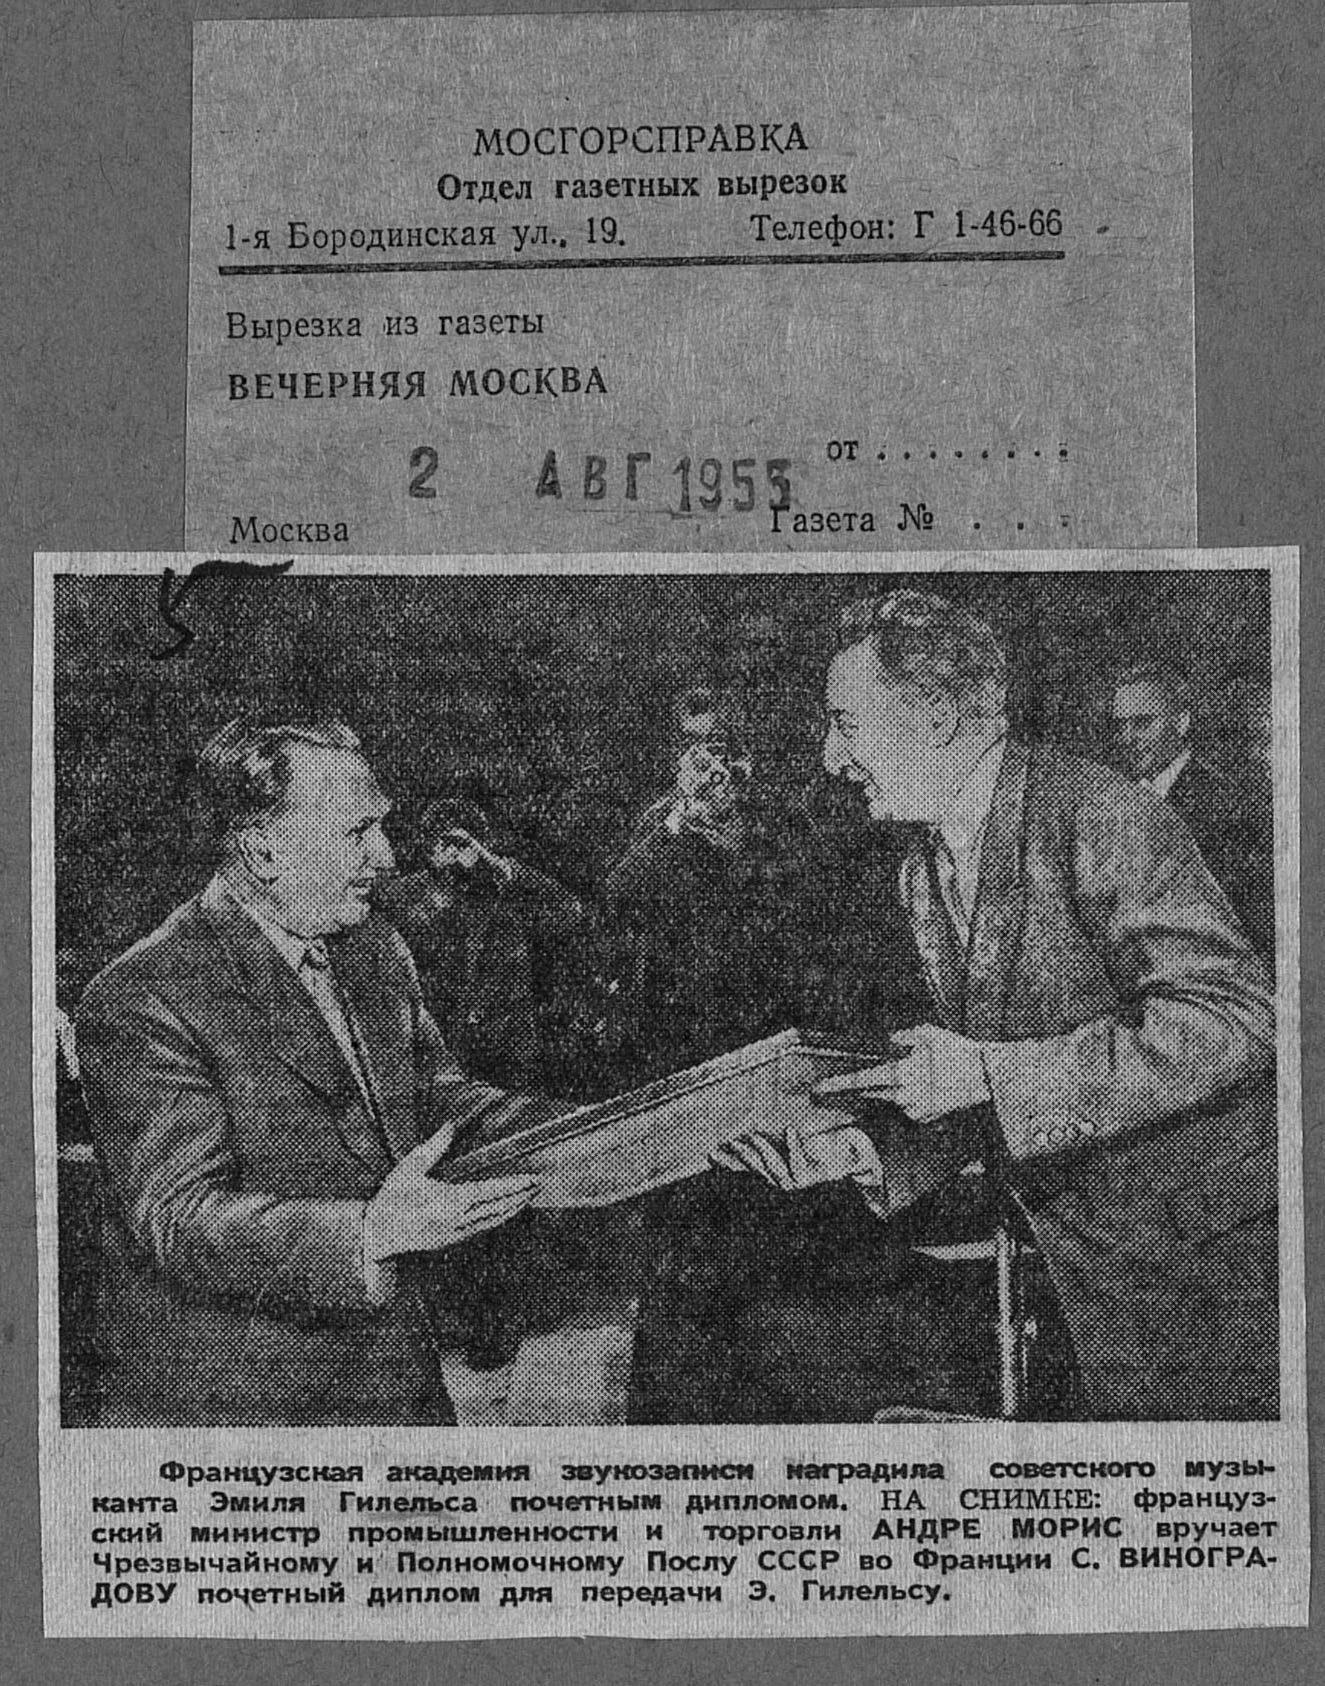 МОСГОРСПРАВКА
Отдел газетных вырезок
1-я Бородинская ул., 19. Телефон: Г 1-46-66
Вырезка из газеты
ВЕЧЕРНЯЯ МОСКВА
от . . . . . . . .
2 АВГ 1955
Москва Газета № . . .
5
Французская академия звукозаписи наградила советского музы-
канта Эмиля Гилельса почетным дипломом. НА СНИМКЕ: француз-
ский министр промышленности и торговли АНДРЕ МОРИС вручает
Чрезвычайному и Полномочному Послу СССР во Франции С. ВИНОГРА-
ДОВУ почетный диплом для передачи Э. Гилельсу.